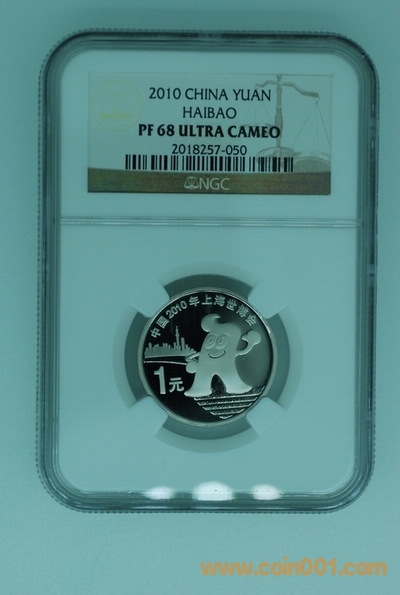 2010 CHINA YUAN
HAIBAO
PF 68 ULTRA CAMEO
2018257-050
NGC
中国2010年上海世博会
1元
www.coin001.com